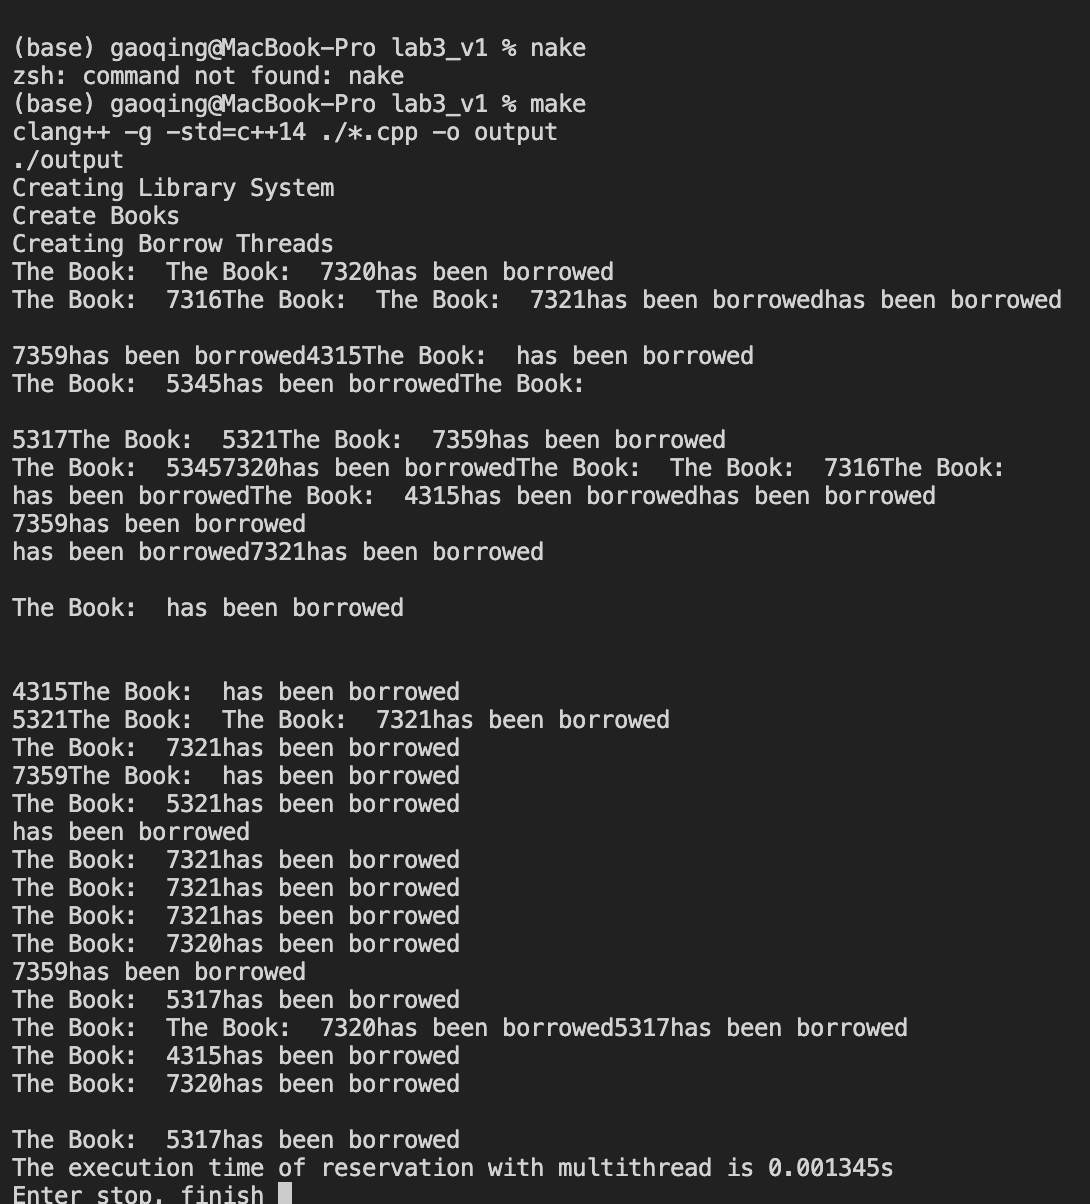 (base) gaoqing@MacBook-Pro lab3_v1 % nake
zsh: command not found: nake
(base) gaoqing@MacBook-Pro lab3_v1 % make
clang++ -g -std=c++14 ./*.cpp -o output
./output
Creating Library System
Create Books
Creating Borrow Threads
The Book:  The Book:  7320has been borrowed
The Book:  7316The Book:  The Book:  7321has been borrowedhas been borrowed
7359has been borrowed4315The Book:  has been borrowed
The Book:  5345has been borrowedThe Book:
5317The Book:  5321The Book:  7359has been borrowed
The Book:  53457320has been borrowedThe Book:  The Book:  7316The Book:
has been borrowedThe Book:  4315has been borrowedhas been borrowed
7359has been borrowed
has been borrowed7321has been borrowed
The Book:  has been borrowed
4315The Book:  has been borrowed
5321The Book:  The Book:  7321has been borrowed
The Book:  7321has been borrowed
7359The Book:  has been borrowed
The Book:  5321has been borrowed
has been borrowed
The Book:  7321has been borrowed
The Book:  7321has been borrowed
The Book:  7321has been borrowed
The Book:  7320has been borrowed
7359has been borrowed
The Book:  5317has been borrowed
The Book:  The Book:  7320has been borrowed5317has been borrowed
The Book:  4315has been borrowed
The Book:  7320has been borrowed
The Book:  5317has been borrowed
The execution time of reservation with multithread is 0.001345s
Enter stop, finish